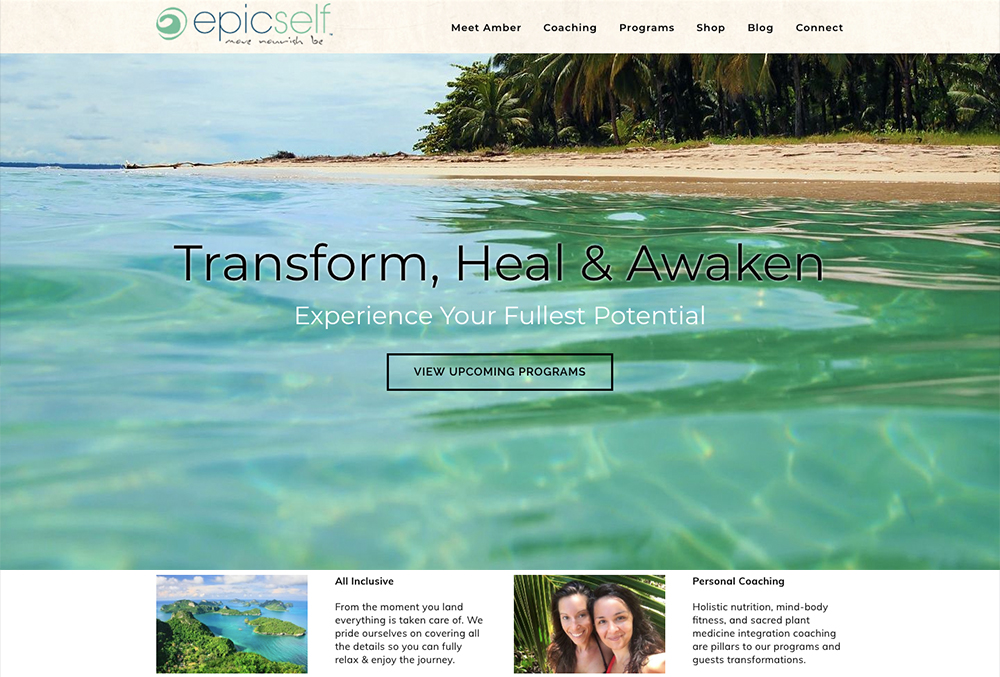 epicself
move nourish be
Meet Amber Coaching Programs Shop Blog Connect
Transform, Heal & Awaken
Experience Your Fullest Potential
VIEW UPCOMING PROGRAMS
All Inclusive
From the moment you land
everything is taken care of. We
pride ourselves on covering all
the details so you can fully
relax & enjoy the journey.
Personal Coaching
Holistic nutrition, mind-body
fitness, and sacred plant
medicine integration coaching
are pillars to our programs and
guests transformations.